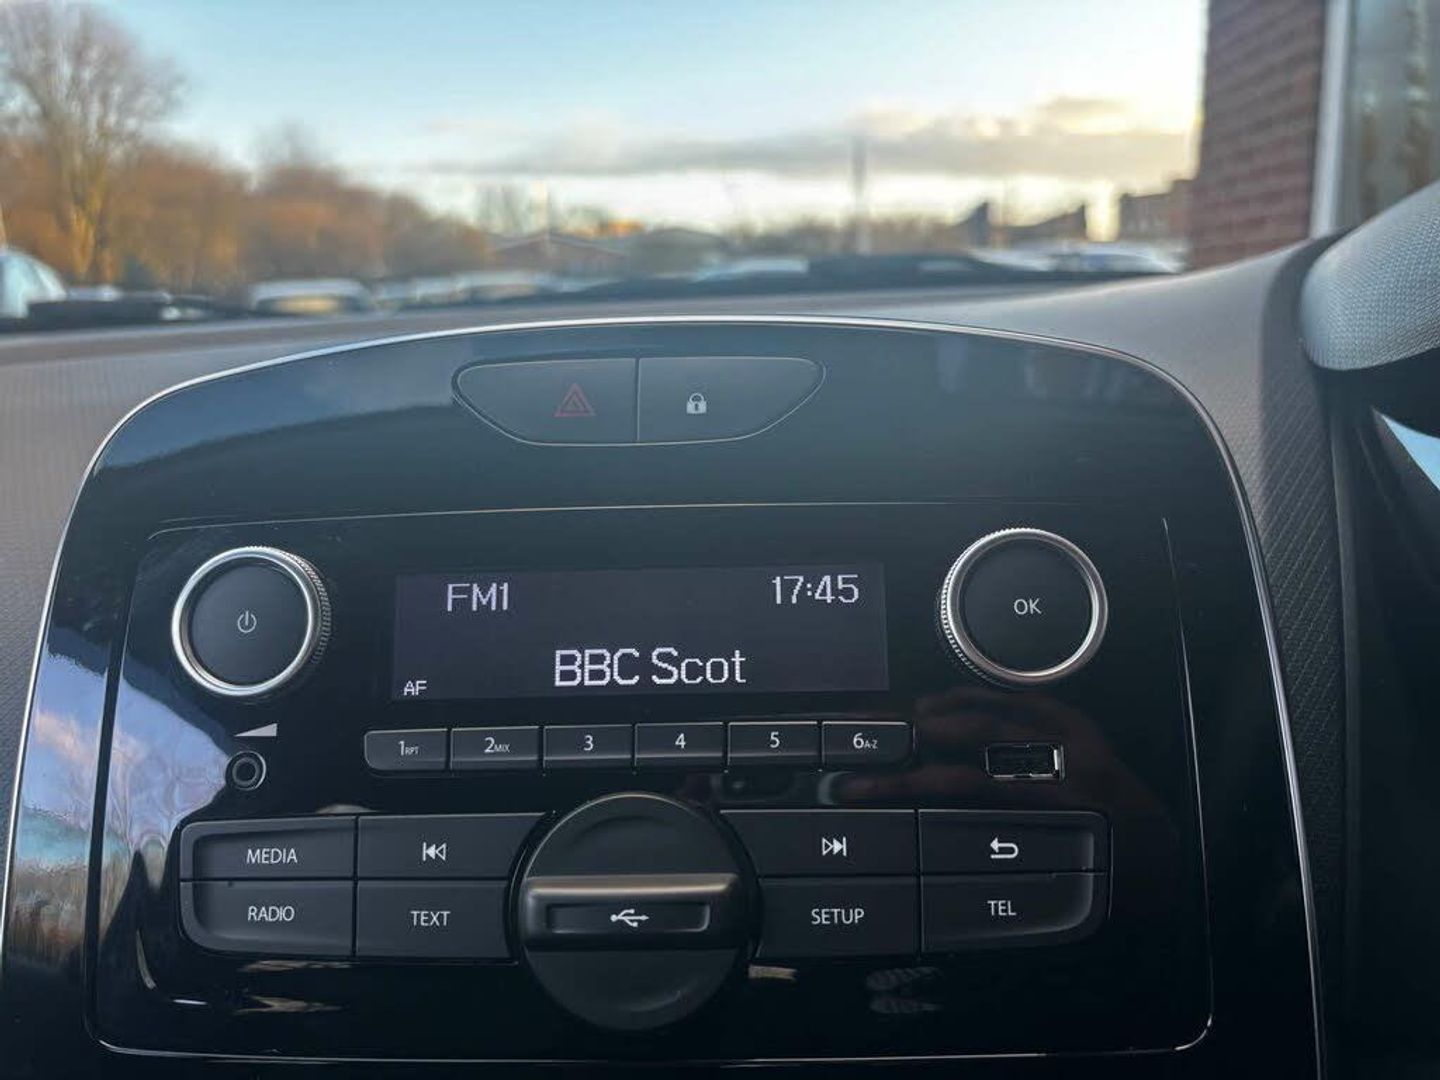 FM1 17:45
BBC Scot
AF
1RPT 2MIX 3 4 5 6A-Z
MEDIA
RADIO TEXT SETUP TEL
OK